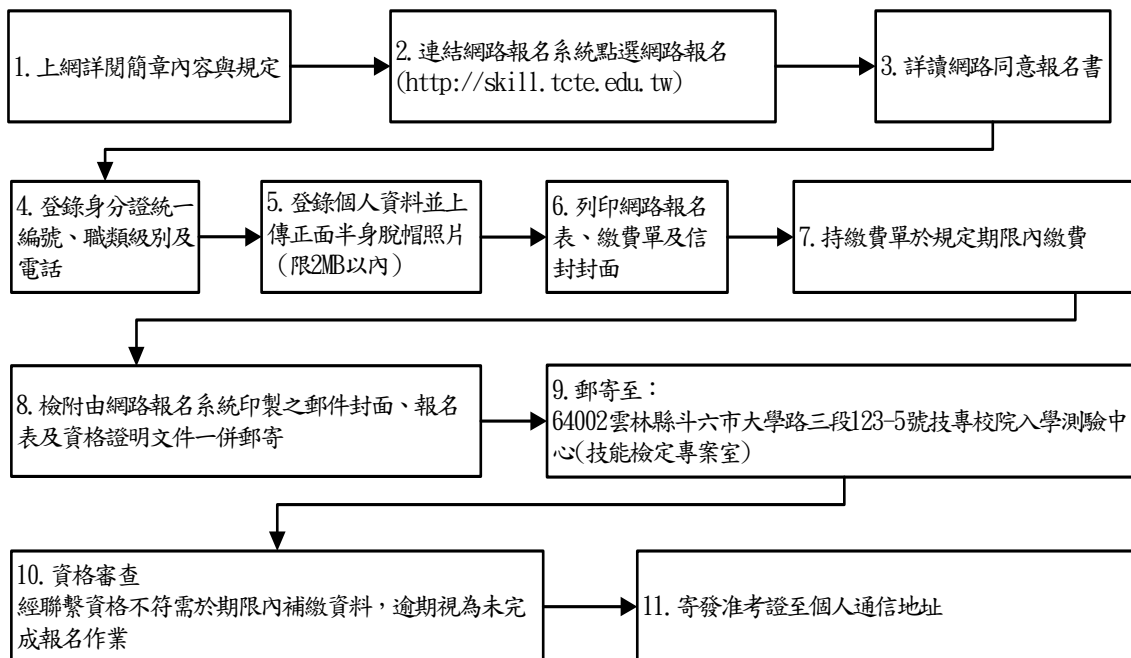 1. 上網詳閱簡章內容與規定
2. 連結網路報名系統點選網路報名
(http://skill.tcte.edu.tw)
3. 詳讀網路同意報名書
4. 登錄身分證統一
編號、職類級別及
電話
5. 登錄個人資料並上
傳正面半身脫帽照片
（限2MB以內）
6. 列印網路報名
表、繳費單及信
封封面
7. 持繳費單於規定期限內繳費
8. 檢附由網路報名系統印製之郵件封面、報名
表及資格證明文件一併郵寄
9. 郵寄至：
64002雲林縣斗六市大學路三段123-5號技專校院入學測驗中
心(技能檢定專案室)
10. 資格審查
經聯繫資格不符需於期限內補繳資料，逾期視為未完
成報名作業
11. 寄發准考證至個人通信地址